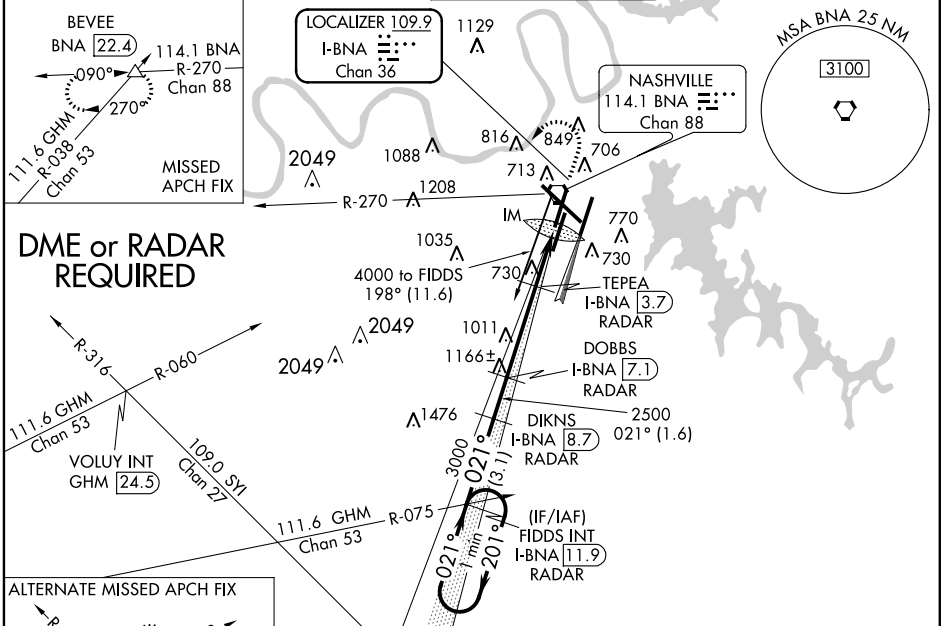 BEVEE
BNA 22.4
114.1 BNA
R-270
Chan 88
090°
270°
111.6 GHM
R-038
Chan 53
MISSED
APCH FIX
LOCALIZER 109.9
I-BNA
Chan 36
1129
NASHVILLE
114.1 BNA
Chan 88
MSA BNA 25 NM
3100
2049
1088
816
849
706
713
R-270
1208
IM
770
730
1035
4000 to FIDDS
198° (11.6)
730
TEPEA
I-BNA 3.7
RADAR
DME or RADAR
REQUIRED
R-316
R-060
2049
2049
1011
1166±
DOBBS
I-BNA 7.1
RADAR
111.6 GHM
Chan 53
VOLUY INT
GHM 24.5
109.0 SYI
Chan 27
1476
DIKNS
I-BNA 8.7
RADAR
2500
021° (1.6)
3000
021°
(3.1)
111.6 GHM
R-075
Chan 53
(IF/IAF)
FIDDS INT
I-BNA 11.9
RADAR
021°
1 min
201°
ALTERNATE MISSED APCH FIX